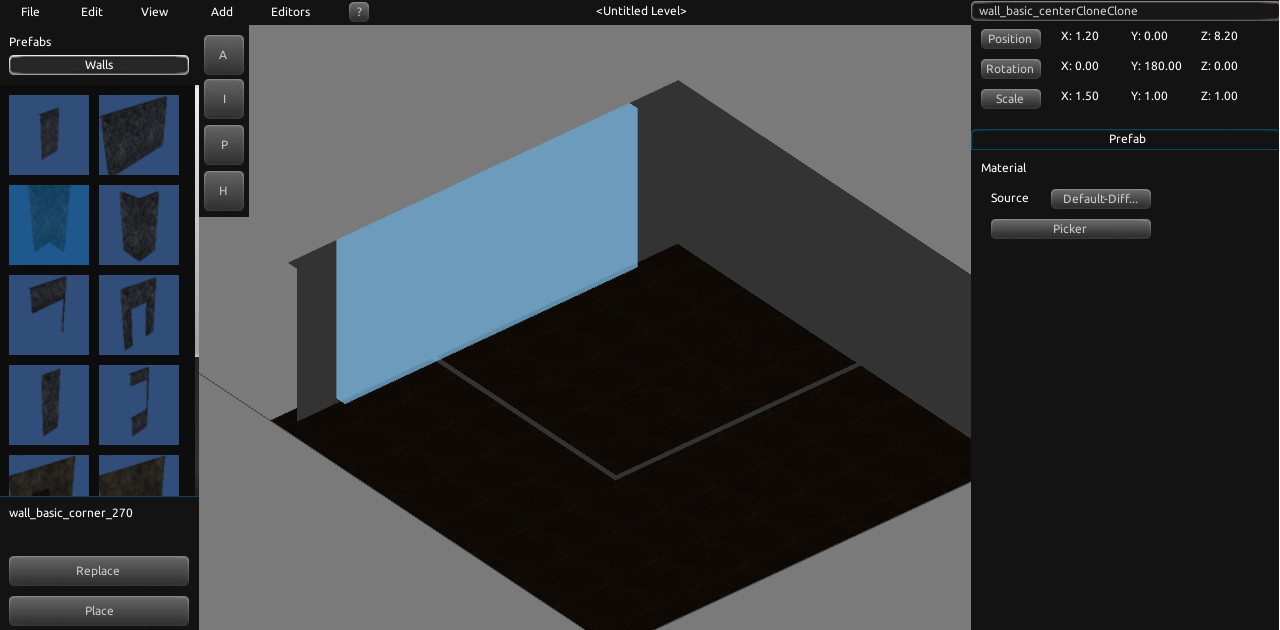 File Edit View Add Editors ? <Untitled Level>
wall_basic_centerCloneClone
Prefabs
Walls
A
I
P
H
wall_basic_corner_270
Replace
Place
Position X: 1.20 Y: 0.00 Z: 8.20
Rotation X: 0.00 Y: 180.00 Z: 0.00
Scale X: 1.50 Y: 1.00 Z: 1.00
Prefab
Material
Source Default-Diff...
Picker